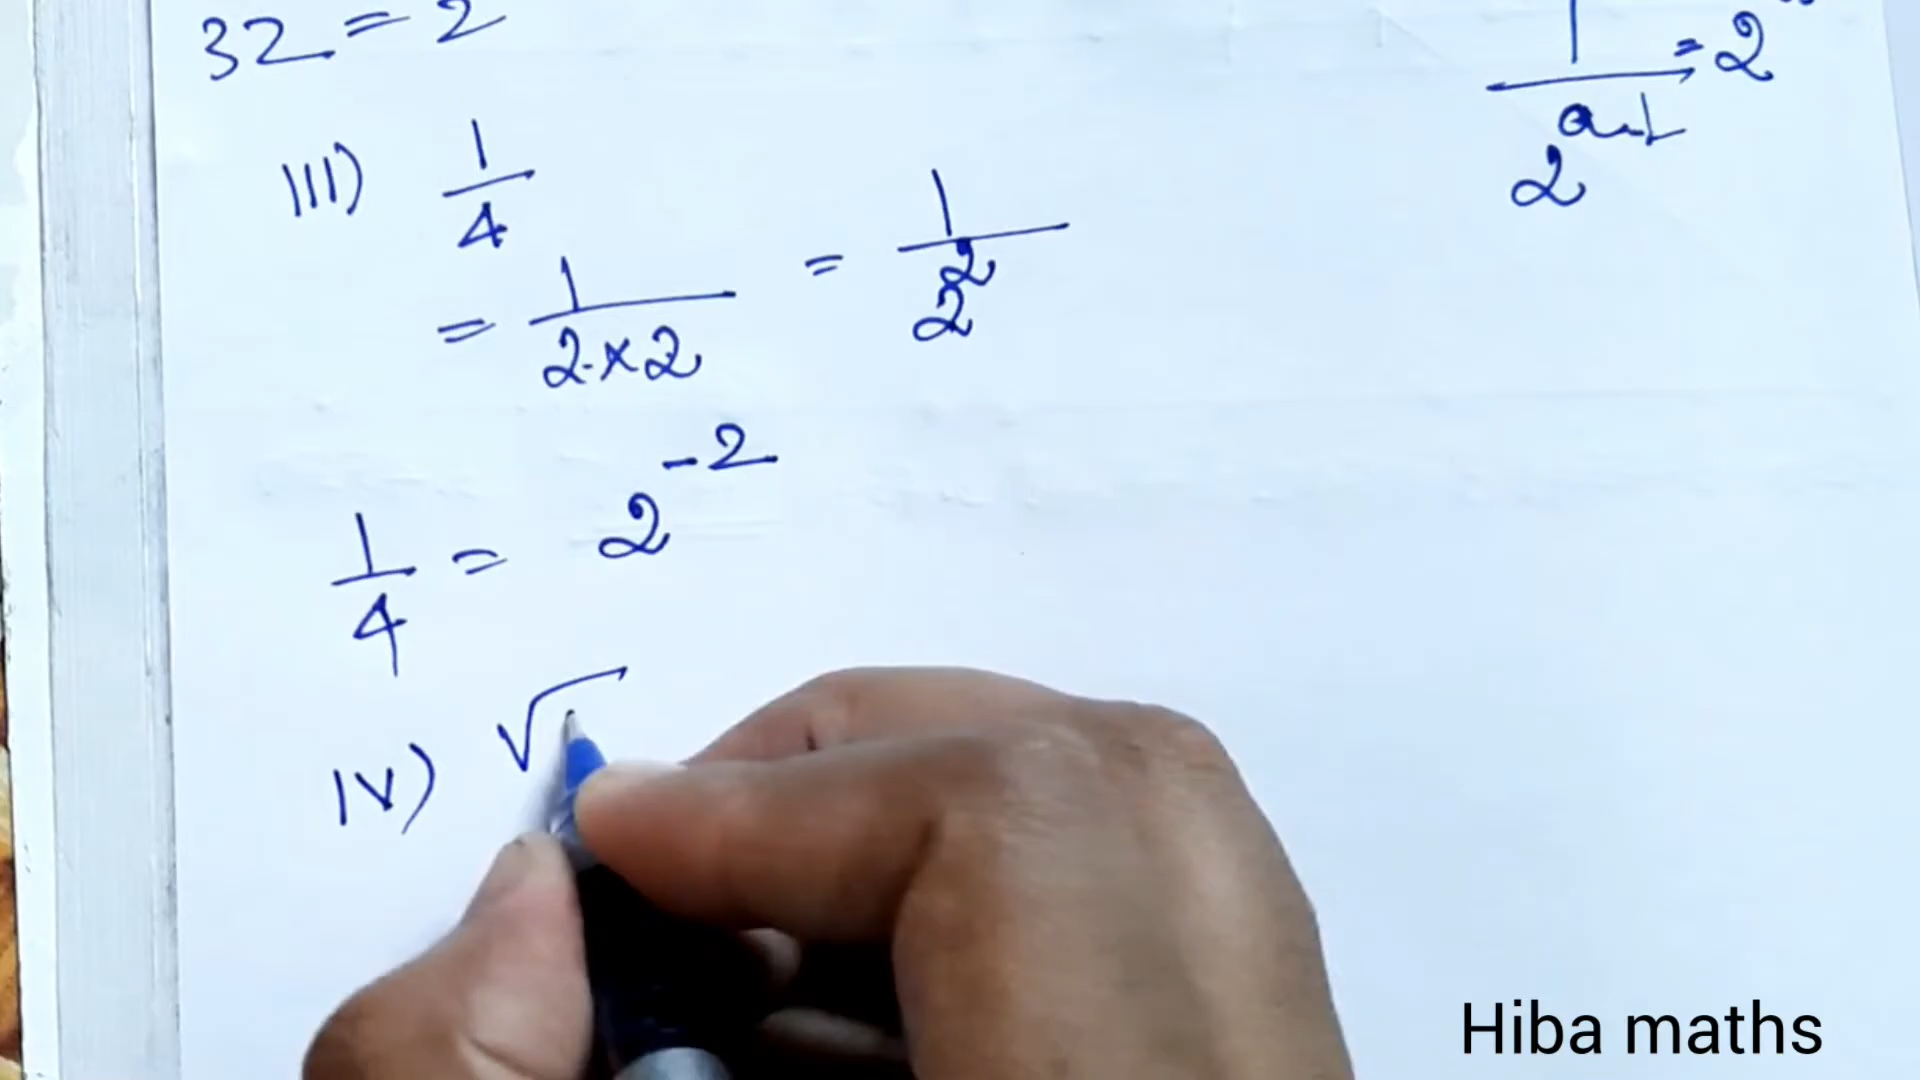 32 = 2
1/
= 2
2
III) 1/4
= 1/2×2 = 1/2²
1/4 = 2⁻²
IV) √
Hiba maths